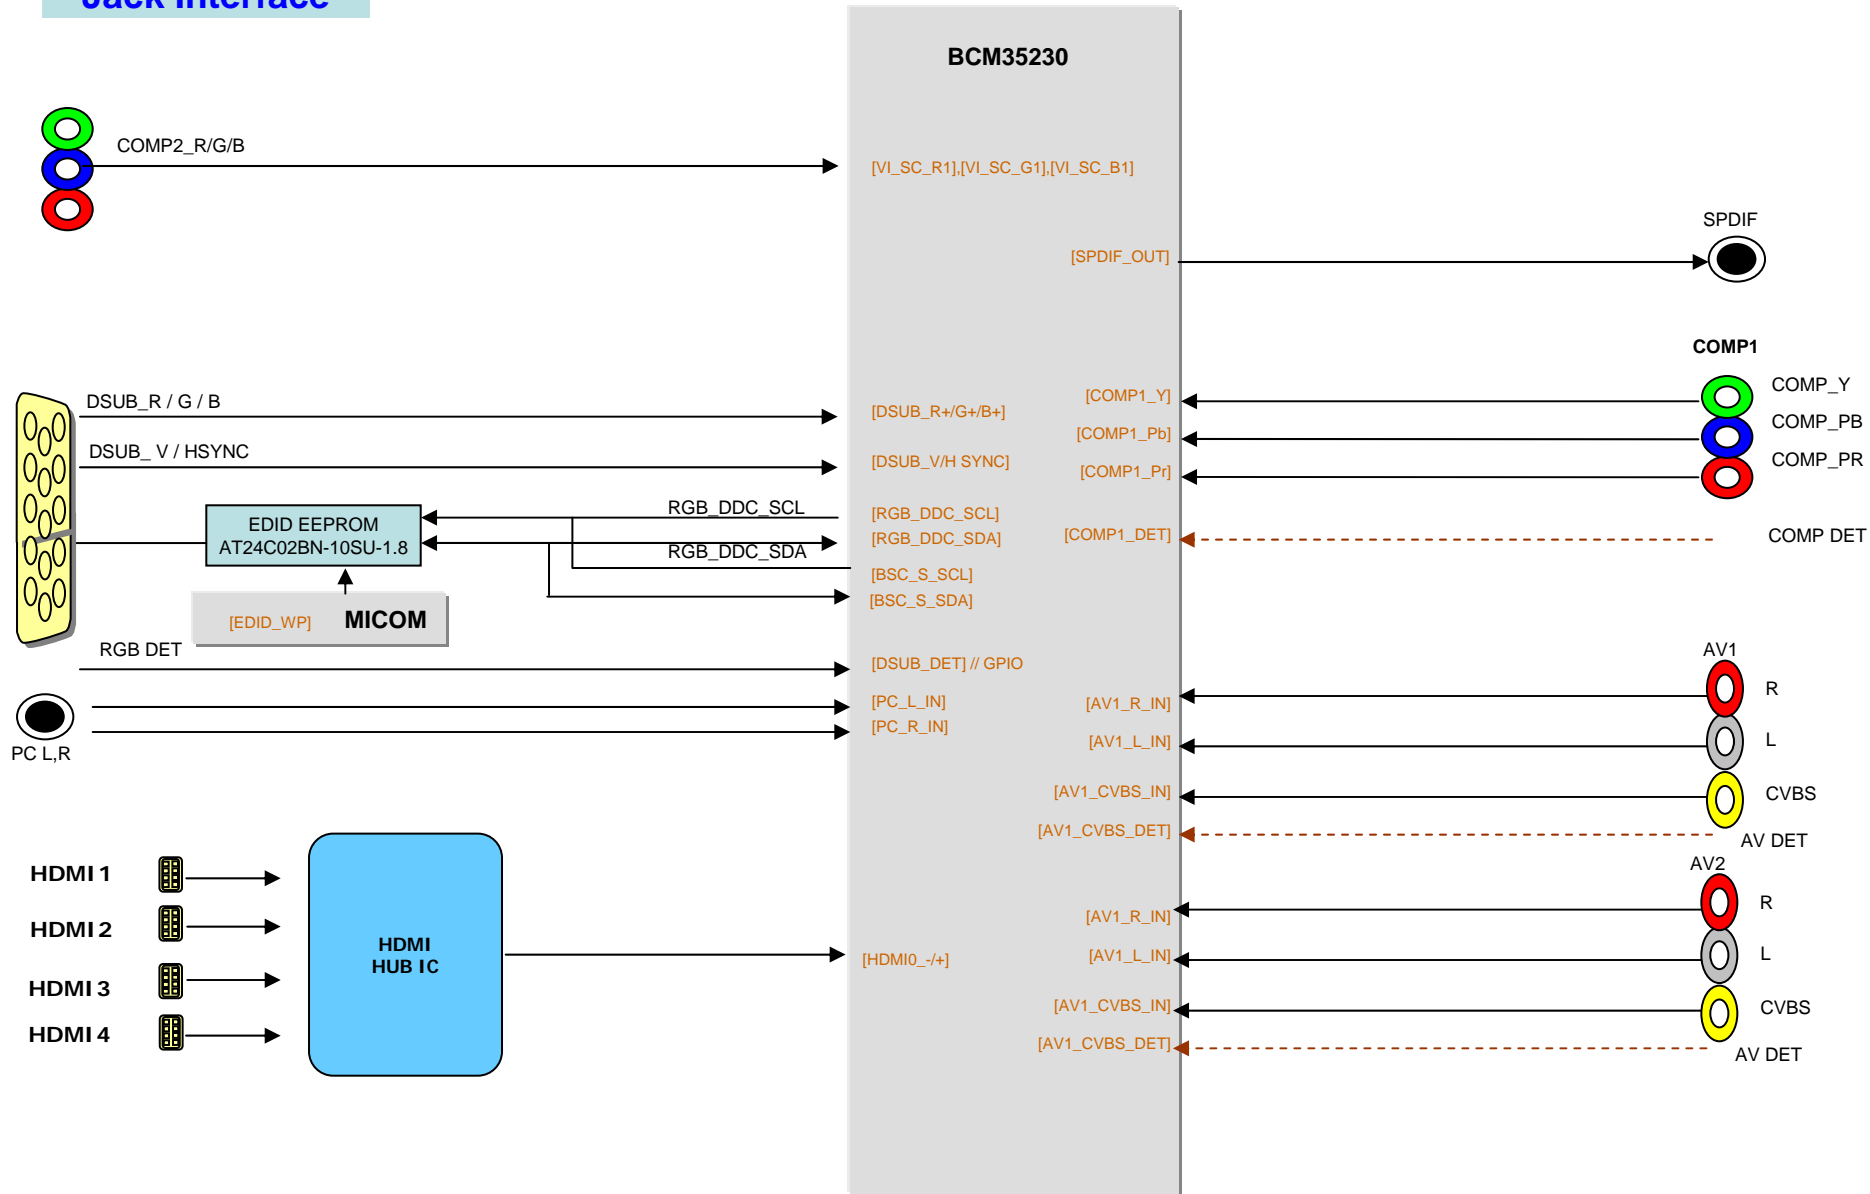 Jack Interface
BCM35230
COMP2_R/G/B
[VI_SC_R1],[VI_SC_G1],[VI_SC_B1]
SPDIF
[SPDIF_OUT]
COMP1
COMP_Y
[COMP1_Y]
DSUB_R / G / B
[DSUB_R+/G+/B+]
COMP_PB
[COMP1_Pb]
DSUB_ V / HSYNC
[DSUB_V/H SYNC]
COMP_PR
[COMP1_Pr]
RGB_DDC_SCL
[RGB_DDC_SCL]
EDID EEPROM
AT24C02BN-10SU-1.8
[RGB_DDC_SDA]
RGB_DDC_SDA
[COMP1_DET]
COMP DET
[BSC_S_SCL]
[BSC_S_SDA]
[EDID_WP]
MICOM
RGB DET
[DSUB_DET] // GPIO
[PC_L_IN]
[PC_R_IN]
PC L,R
AV1
R
[AV1_R_IN]
L
[AV1_L_IN]
CVBS
[AV1_CVBS_IN]
[AV1_CVBS_DET]
AV DET
AV2
HDMI 1
HDMI 2
HDMI 3
HDMI 4
HDMI
HUB IC
[HDMI0_-/+]
R
[AV1_R_IN]
L
[AV1_L_IN]
CVBS
[AV1_CVBS_IN]
[AV1_CVBS_DET]
AV DET